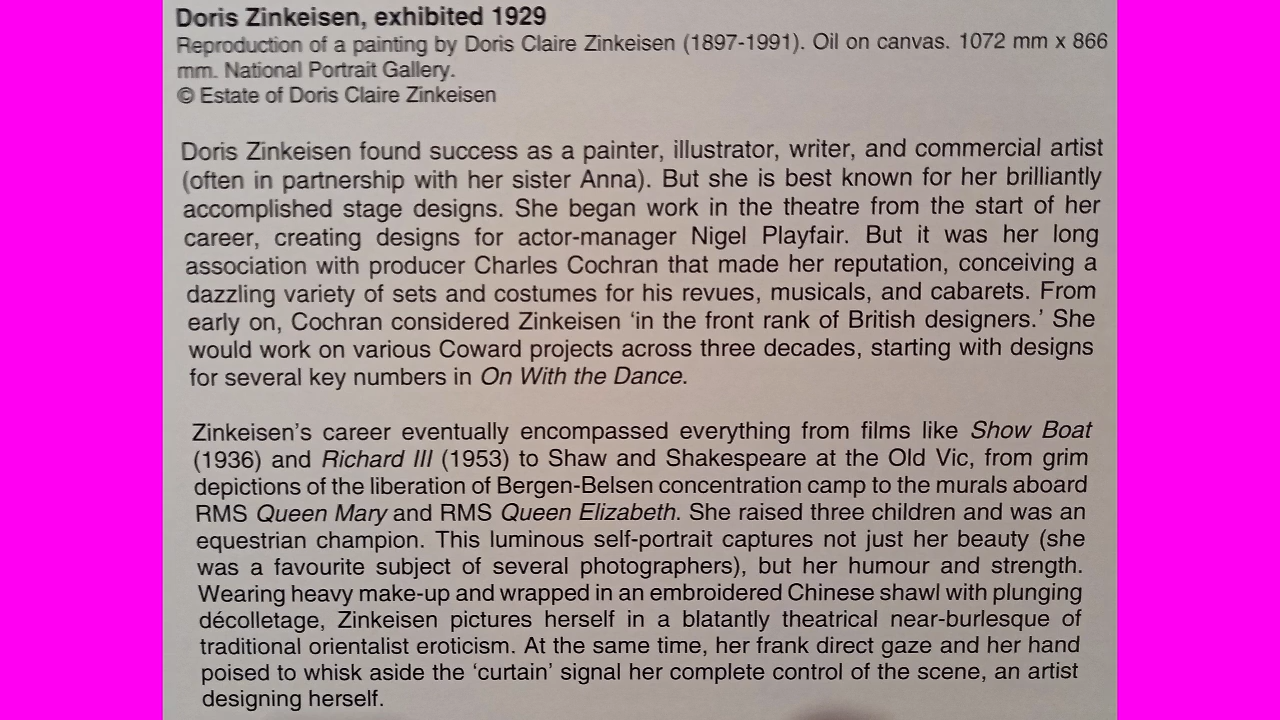 Doris Zinkeisen, exhibited 1929
Reproduction of a painting by Doris Claire Zinkeisen (1897-1991). Oil on canvas. 1072 mm x 866
mm. National Portrait Gallery.
© Estate of Doris Claire Zinkeisen
Doris Zinkeisen found success as a painter, illustrator, writer, and commercial artist
(often in partnership with her sister Anna). But she is best known for her brilliantly
accomplished stage designs. She began work in the theatre from the start of her
career, creating designs for actor-manager Nigel Playfair. But it was her long
association with producer Charles Cochran that made her reputation, conceiving a
dazzling variety of sets and costumes for his revues, musicals, and cabarets. From
early on, Cochran considered Zinkeisen ‘in the front rank of British designers.’ She
would work on various Coward projects across three decades, starting with designs
for several key numbers in On With the Dance.
Zinkeisen’s career eventually encompassed everything from films like Show Boat
(1936) and Richard III (1953) to Shaw and Shakespeare at the Old Vic, from grim
depictions of the liberation of Bergen-Belsen concentration camp to the murals aboard
RMS Queen Mary and RMS Queen Elizabeth. She raised three children and was an
equestrian champion. This luminous self-portrait captures not just her beauty (she
was a favourite subject of several photographers), but her humour and strength.
Wearing heavy make-up and wrapped in an embroidered Chinese shawl with plunging
décolletage, Zinkeisen pictures herself in a blatantly theatrical near-burlesque of
traditional orientalist eroticism. At the same time, her frank direct gaze and her hand
poised to whisk aside the ‘curtain’ signal her complete control of the scene, an artist
designing herself.